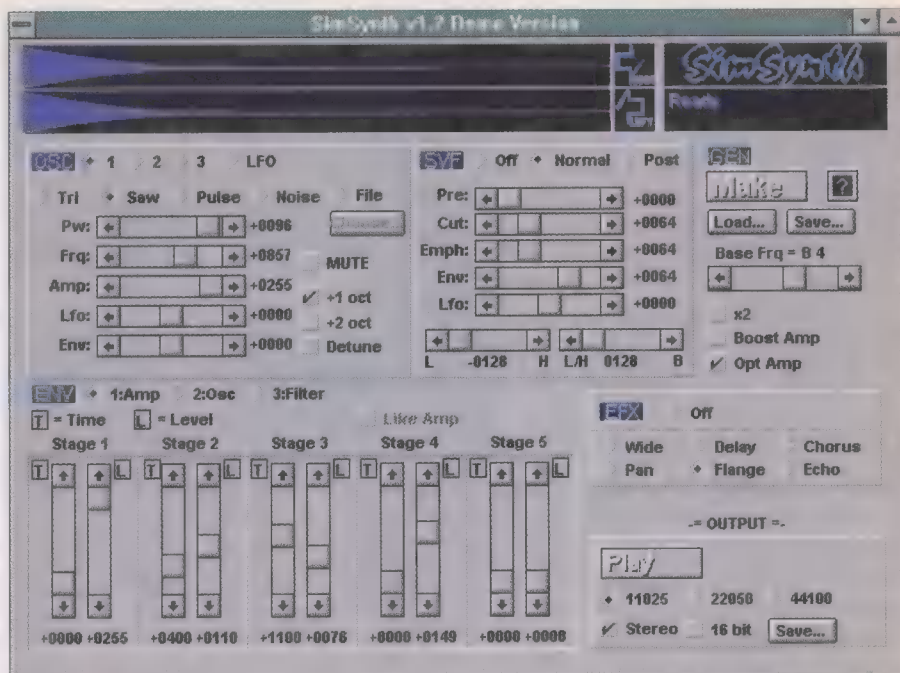 SimSynth v1.2 Demo Version
SimSynth
Ready
OSC 1 2 3 LFO
Tri Saw Pulse Noise File
Pw: +0096
Frq: +0857
Amp: +0255
Lfo: +0000
Env: +0000
MUTE
+1 oct
+2 oct
Detune
SVF Off Normal Post
Pre: +0000
Cut: +0064
Emph: +0064
Env: +0064
Lfo: +0000
L -0128 H L/H 0128 B
GEN
Make ?
Load... Save...
Base Frq = B 4
x2
Boost Amp
Opt Amp
ENV 1:Amp 2:Osc 3:Filter
T = Time L = Level Like Amp
Stage 1 Stage 2 Stage 3 Stage 4 Stage 5
T L T L T L T L T L
+0000 +0255 +0400 +0110 +1100 +0076 +0149
EFX Off
Wide Delay Chorus
Pan Flange Echo
-= OUTPUT =-
Play
11025 22050 44100
Stereo 16 bit Save...